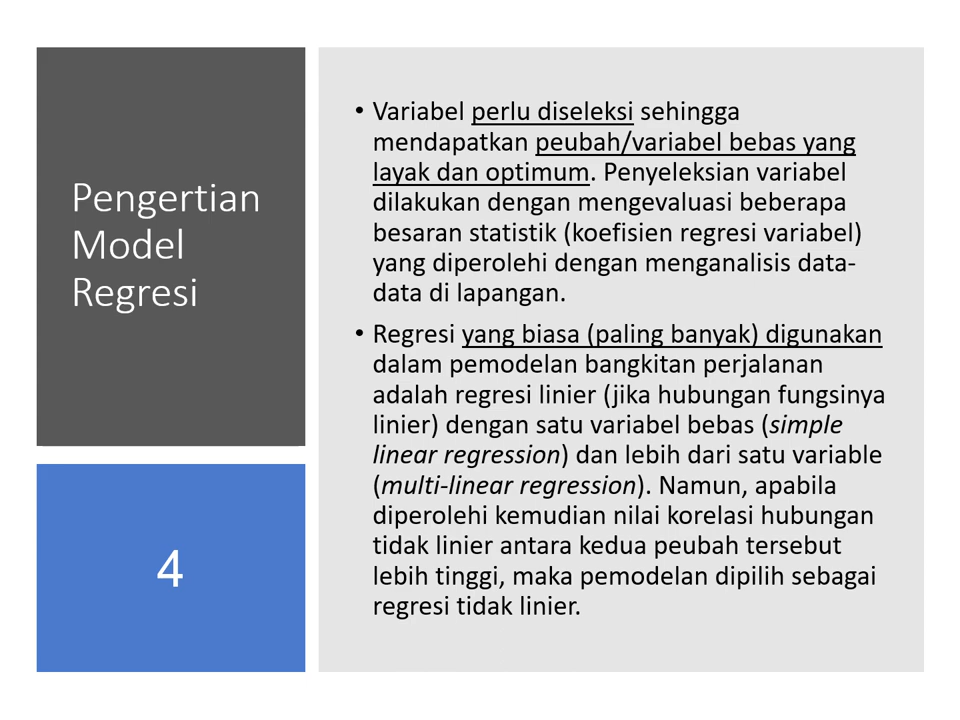 Pengertian
Model
Regresi
4
• Variabel perlu diseleksi sehingga
mendapatkan peubah/variabel bebas yang
layak dan optimum. Penyeleksian variabel
dilakukan dengan mengevaluasi beberapa
besaran statistik (koefisien regresi variabel)
yang diperolehi dengan menganalisis data-
data di lapangan.
• Regresi yang biasa (paling banyak) digunakan
dalam pemodelan bangkitan perjalanan
adalah regresi linier (jika hubungan fungsinya
linier) dengan satu variabel bebas (simple
linear regression) dan lebih dari satu variable
(multi-linear regression). Namun, apabila
diperolehi kemudian nilai korelasi hubungan
tidak linier antara kedua peubah tersebut
lebih tinggi, maka pemodelan dipilih sebagai
regresi tidak linier.